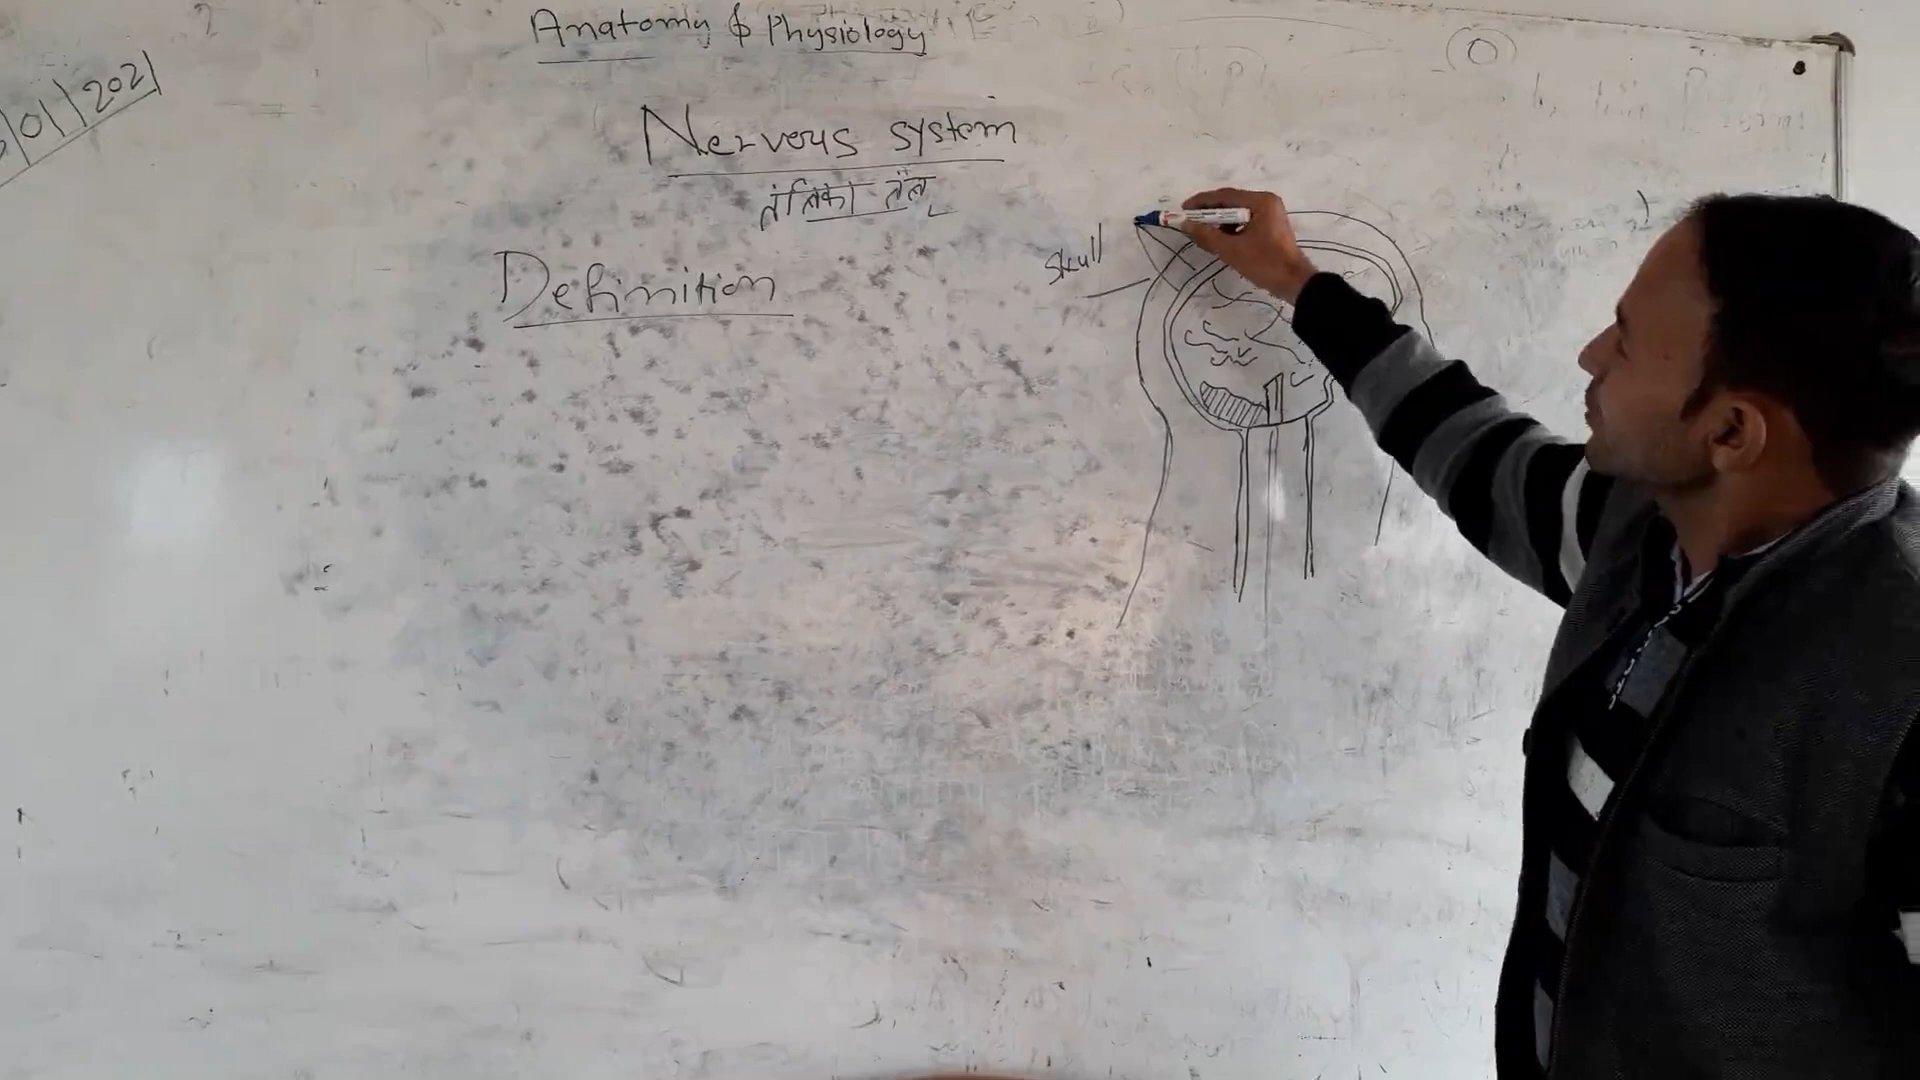 Anatomy & Physiology
01/2021
Nervous system
तंत्रिका तंत्र
Definition
Skull